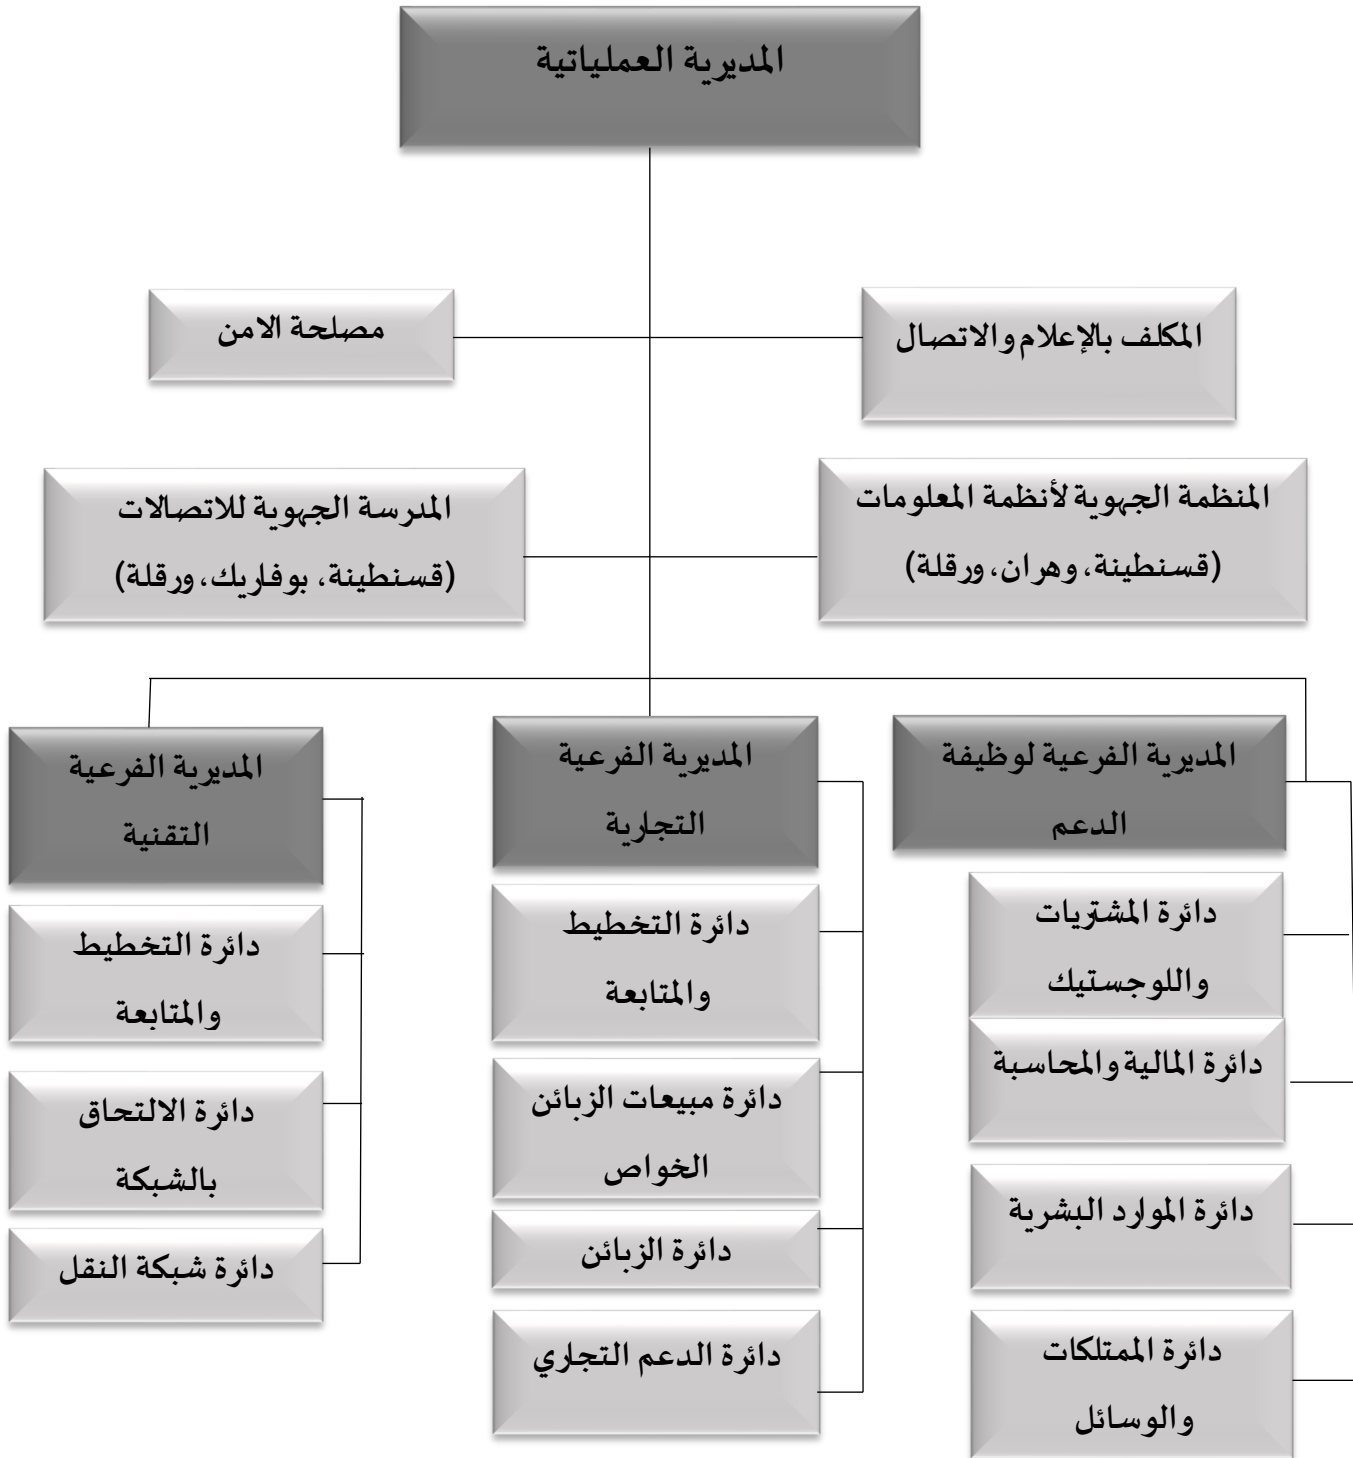 المديرية العملياتية
المكلف بالإعلام والاتصال
مصلحة الامن
المنظمة الجهوية لأنظمة المعلومات
(قسنطينة، وهران، ورقلة)
المدرسة الجهوية للاتصالات
(قسنطينة، بوفاريك، ورقلة)
المديرية الفرعية لوظيفة
الدعم
دائرة المشتريات
واللوجستيك
دائرة المالية والمحاسبة
دائرة الموارد البشرية
دائرة الممتلكات
والوسائل
المديرية الفرعية
التجارية
دائرة التخطيط
والمتابعة
دائرة مبيعات الزبائن
الخواص
دائرة الزبائن
دائرة الدعم التجاري
المديرية الفرعية
التقنية
دائرة التخطيط
والمتابعة
دائرة الالتحاق
بالشبكة
دائرة شبكة النقل